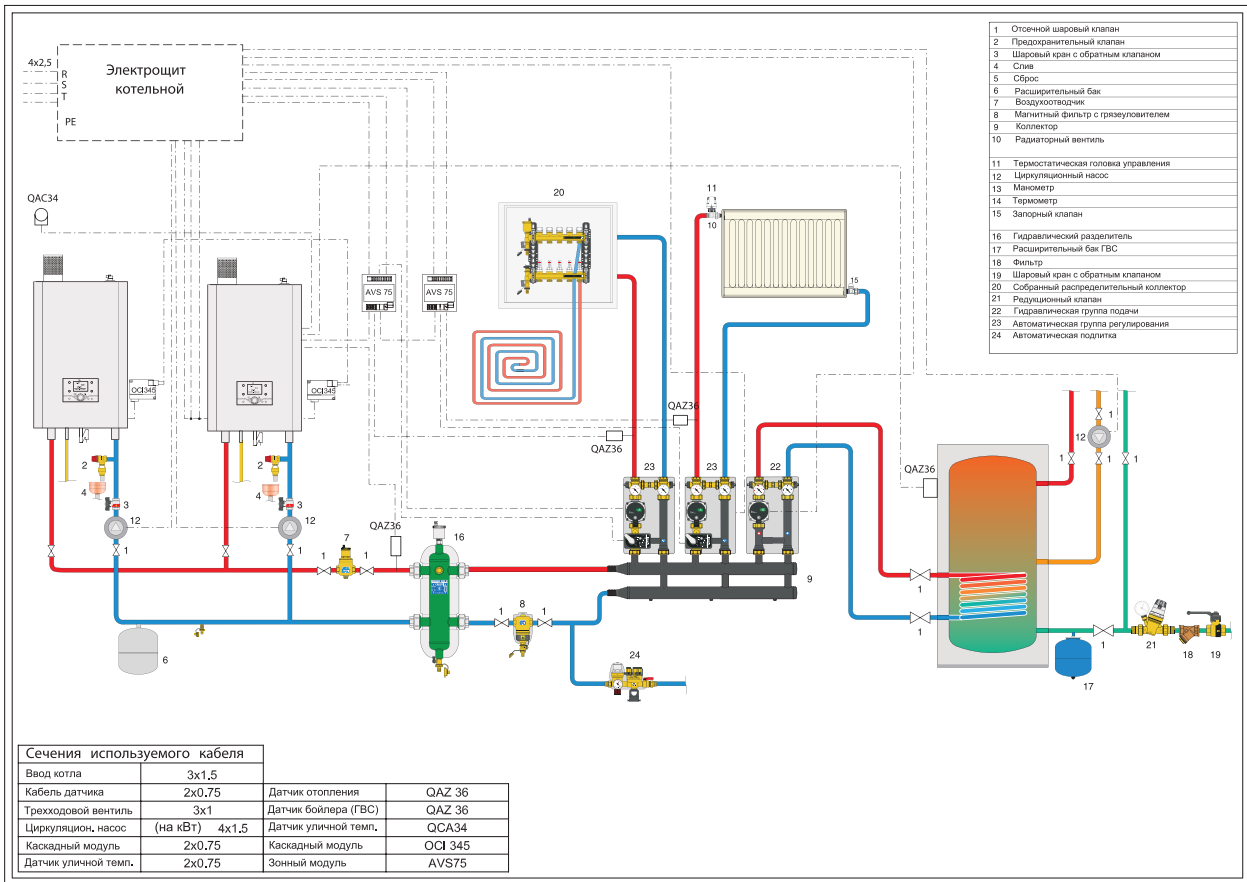 4x2,5
R
S
T
PE
Электрощит
котельной
QAC34
OCI345
OCI345
AVS 75
AVS 75
20
11
10
15
QAZ36
QAZ36
QAZ36
QAZ36
23
23
22
2
4
3
12
1
2
4
3
12
1
1
7
1
16
9
1
8
1
6
24
1
1
12
1
1
1
1
1
1
17
21
18
19
1 Отсечной шаровый клапан
2 Предохранительный клапан
3 Шаровый кран с обратным клапаном
4 Слив
5 Сброс
6 Расширительный бак
7 Воздухоотводчик
8 Магнитный фильтр с грязеуловителем
9 Коллектор
10 Радиаторный вентиль
11 Термостатическая головка управления
12 Циркуляционный насос
13 Манометр
14 Термометр
15 Запорный клапан
16 Гидравлический разделитель
17 Расширительный бак ГВС
18 Фильтр
19 Шаровый кран с обратным клапаном
20 Собранный распределительный коллектор
21 Редукционный клапан
22 Гидравлическая группа подачи
23 Автоматическая группа регулирования
24 Автоматическая подпитка
Сечения используемого кабеля
Ввод котла 3x1.5
Кабель датчика 2x0.75 Датчик отопления QAZ 36
Трехходовой вентиль 3x1 Датчик бойлера (ГВС) QAZ 36
Циркуляцион. насос (на кВт) 4x1.5 Датчик уличной темп. QCA34
Каскадный модуль 2x0.75 Каскадный модуль OCI 345
Датчик уличной темп. 2x0.75 Зонный модуль AVS75